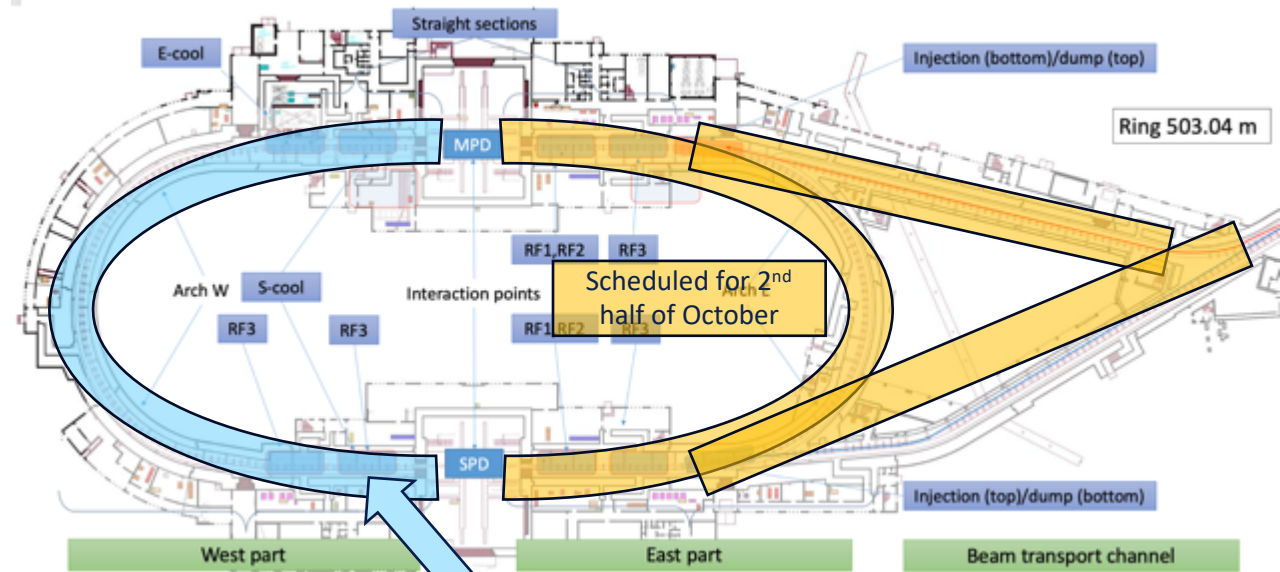 Straight sections
E-cool
Injection (bottom)/dump (top)
Ring 503.04 m
MPD
RF1,RF2
RF3
Arch W
S-cool
Interaction points
Scheduled for 2nd
half of October
Arch E
RF3
RF3
RF1,RF2
RF3
SPD
Injection (top)/dump (bottom)
West part
East part
Beam transport channel